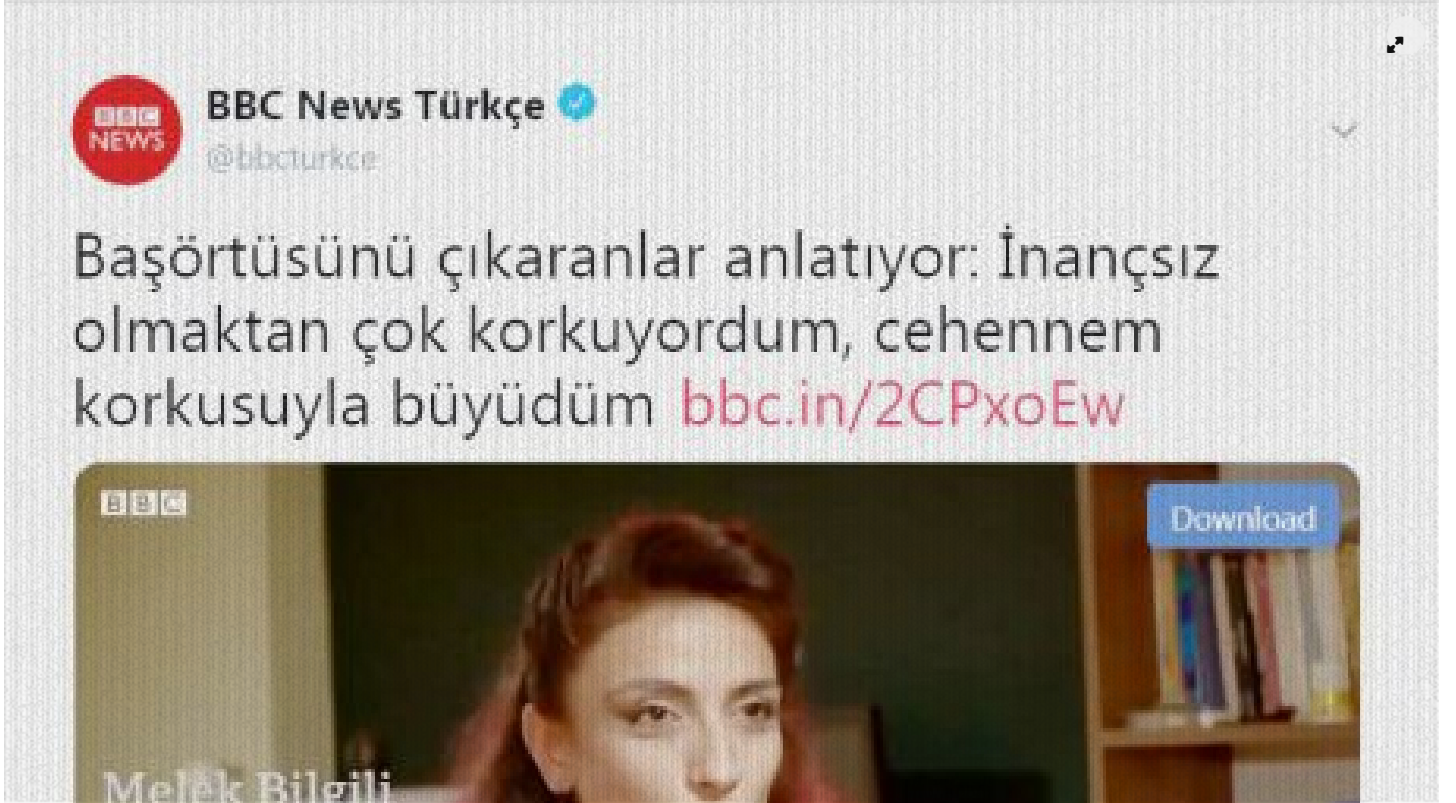 BBC NEWS
BBC News Türkçe
@bbcturkce
Başörtüsünü çıkaranlar anlatıyor: İnançsız
olmaktan çok korkuyordum, cehennem
korkusuyla büyüdüm bbc.in/2CPxoEw
BBC
Download
Melek Bilgili